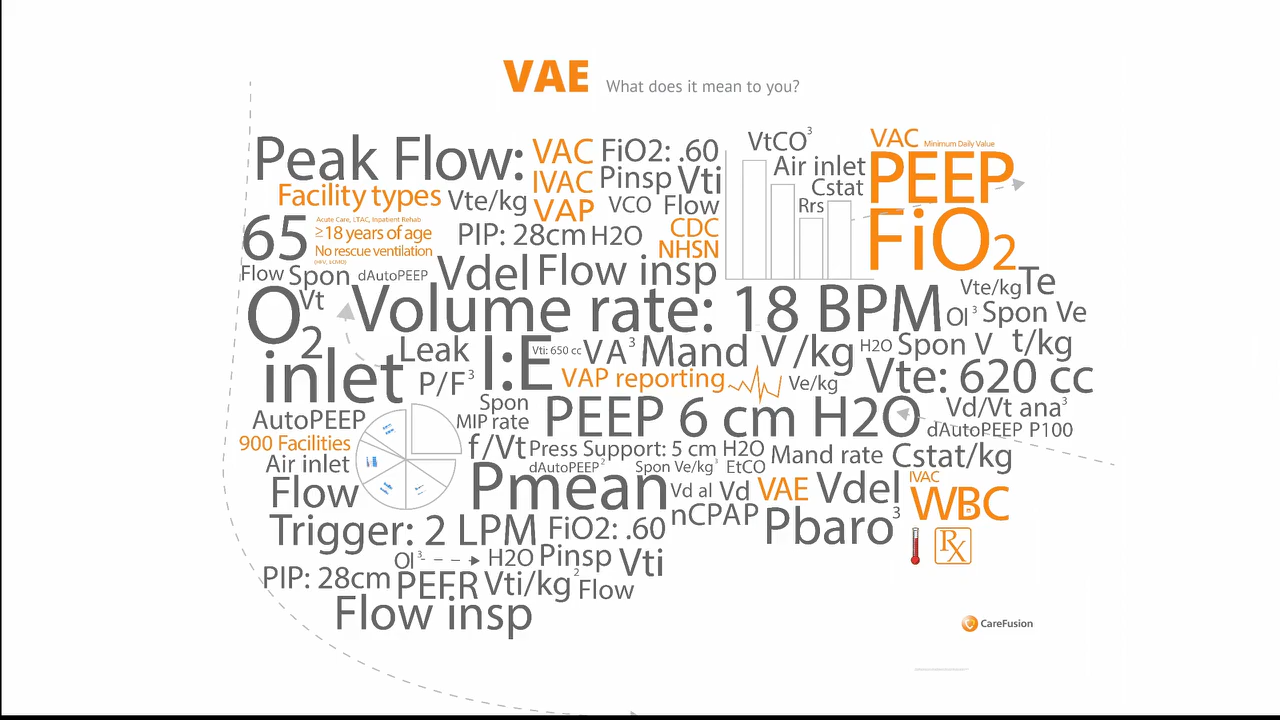 VAE What does it mean to you?
Peak Flow: VAC FiO2: .60 VtCO3 VAC Minimum Daily Value
IVAC Pinsp Vti Air inlet PEEP
Facility types Vte/kg VAP VCO Flow Rrs Cstat
65 Acute Care, LTAC, Inpatient Rehab
≥18 years of age PIP: 28cm H2O CDC FiO2
No rescue ventilation NHSN
(HFV, ECMO)
Flow Spon dAutoPEEP Vdel Flow insp
O2 Vt Volume rate: 18 BPM Vte/kg Te
OI3 Spon Ve
inlet Leak I:E Vti: 650 cc VA3 Mand V/kg H2O Spon V t/kg
P/F3 VAP reporting Ve/kg Vte: 620 cc
AutoPEEP Spon PEEP 6 cm H2O Vd/Vt ana3
MIP rate dAutoPEEP P100
900 Facilities f/Vt Press Support: 5 cm H2O Mand rate Cstat/kg
Air inlet dAutoPEEP2 Spon Ve/kg3 EtCO
Flow Pmean Vd al Vd VAE Vdel IVAC
WBC
Trigger: 2 LPM FiO2: .60 nCPAP Pbaro3
Rx
OI3 H2O Pinsp Vti
PIP: 28cm PEFR Vti/kg2 Flow
Flow insp
CareFusion